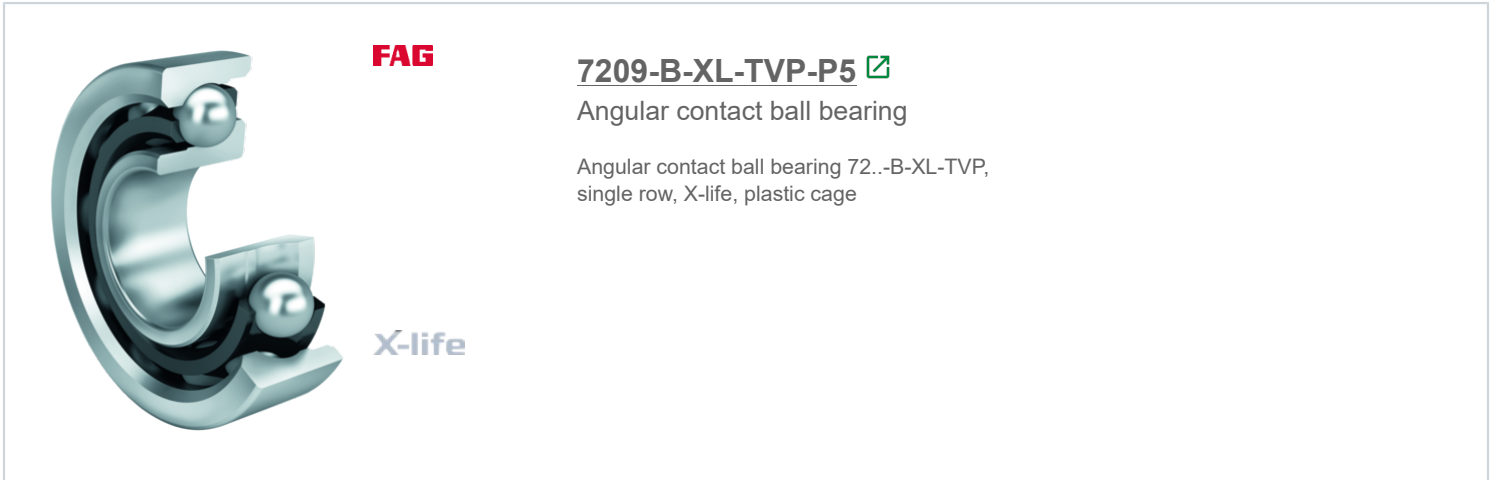 FAG
7209-B-XL-TVP-P5
Angular contact ball bearing
Angular contact ball bearing 72..-B-XL-TVP,
single row, X-life, plastic cage
X-life